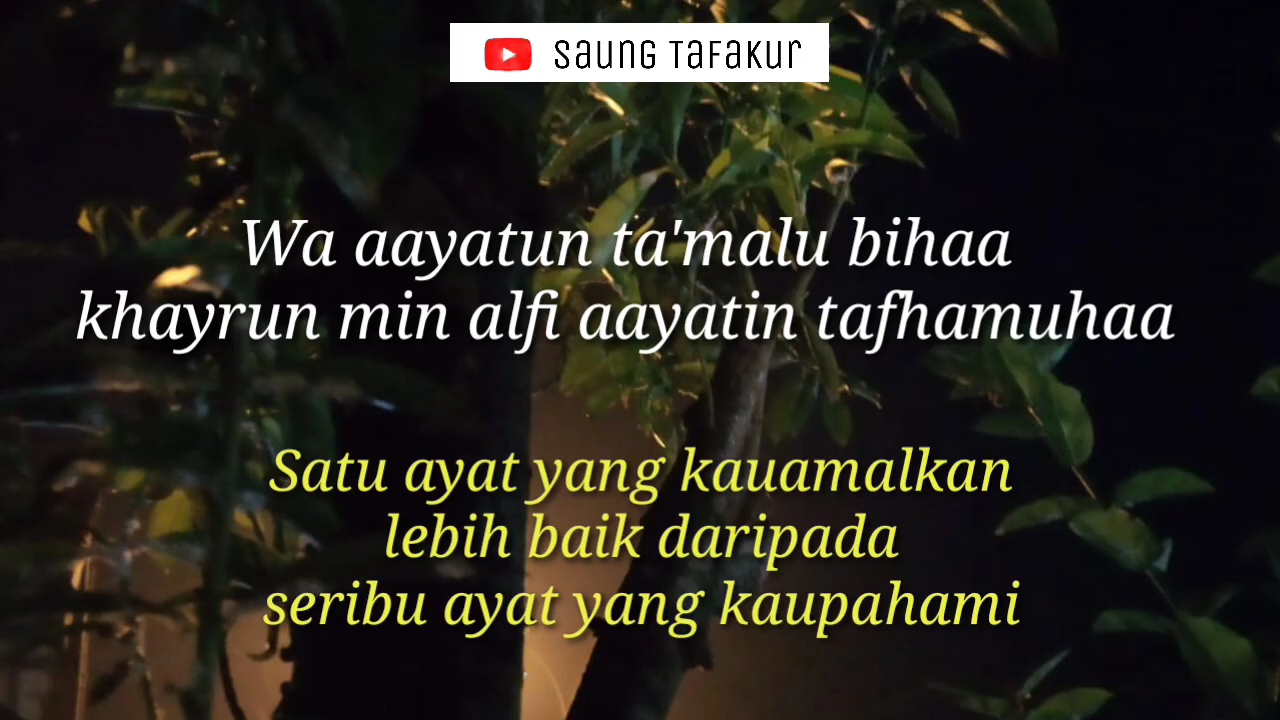 Saung Tafakur
Wa aayatun ta'malu bihaa
khayrun min alfi aayatin tafhamuhaa
Satu ayat yang kauamalkan
lebih baik daripada
seribu ayat yang kaupahami